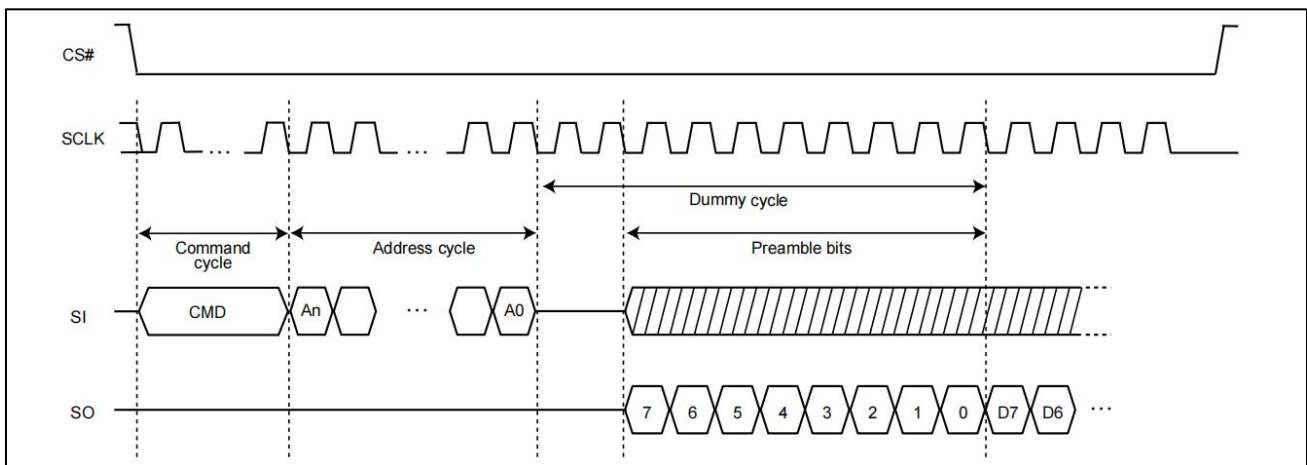 CS#
SCLK
... ...
Dummy cycle
Command cycle
Address cycle
Preamble bits
SI
CMD
An
...
A0
SO
7 6 5 4 3 2 1 0 D7 D6 ...